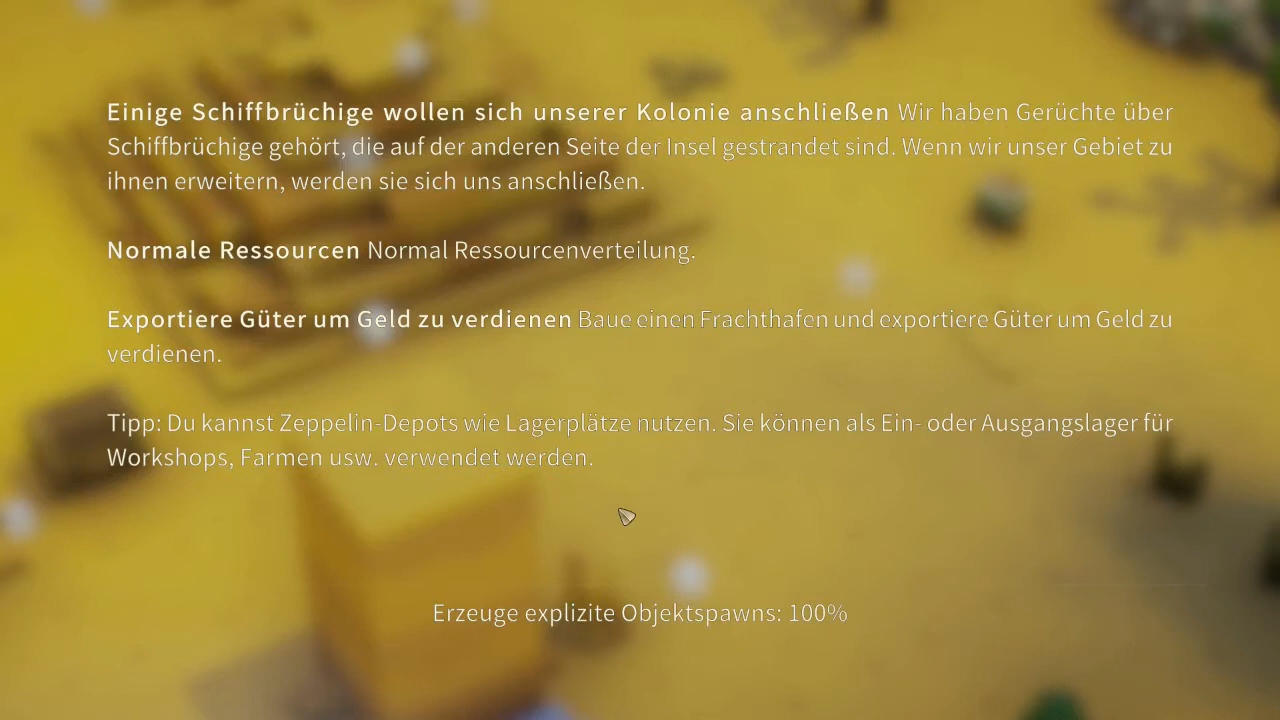 Einige Schiffbrüchige wollen sich unserer Kolonie anschließen Wir haben Gerüchte über
Schiffbrüchige gehört, die auf der anderen Seite der Insel gestrandet sind. Wenn wir unser Gebiet zu
ihnen erweitern, werden sie sich uns anschließen.
Normale Ressourcen Normal Ressourcenverteilung.
Exportiere Güter um Geld zu verdienen Baue einen Frachthafen und exportiere Güter um Geld zu
verdienen.
Tipp: Du kannst Zeppelin-Depots wie Lagerplätze nutzen. Sie können als Ein- oder Ausgangslager für
Workshops, Farmen usw. verwendet werden.
Erzeuge explizite Objektspawns: 100%